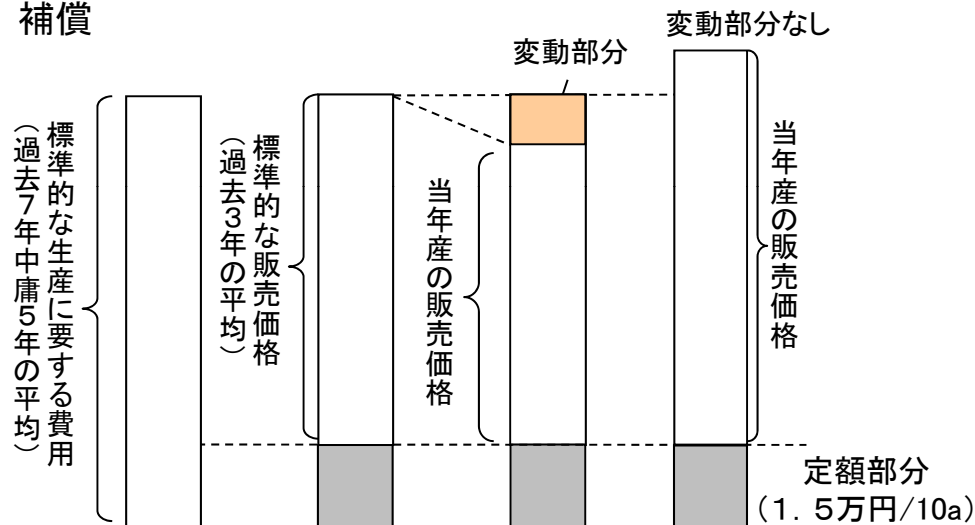 補償
変動部分なし
変動部分
標準的な生産に要する費用
（過去７年中庸５年の平均）
標準的な販売価格
（過去３年の平均）
当年産の販売価格
当年産の販売価格
定額部分
（１．５万円/10a）